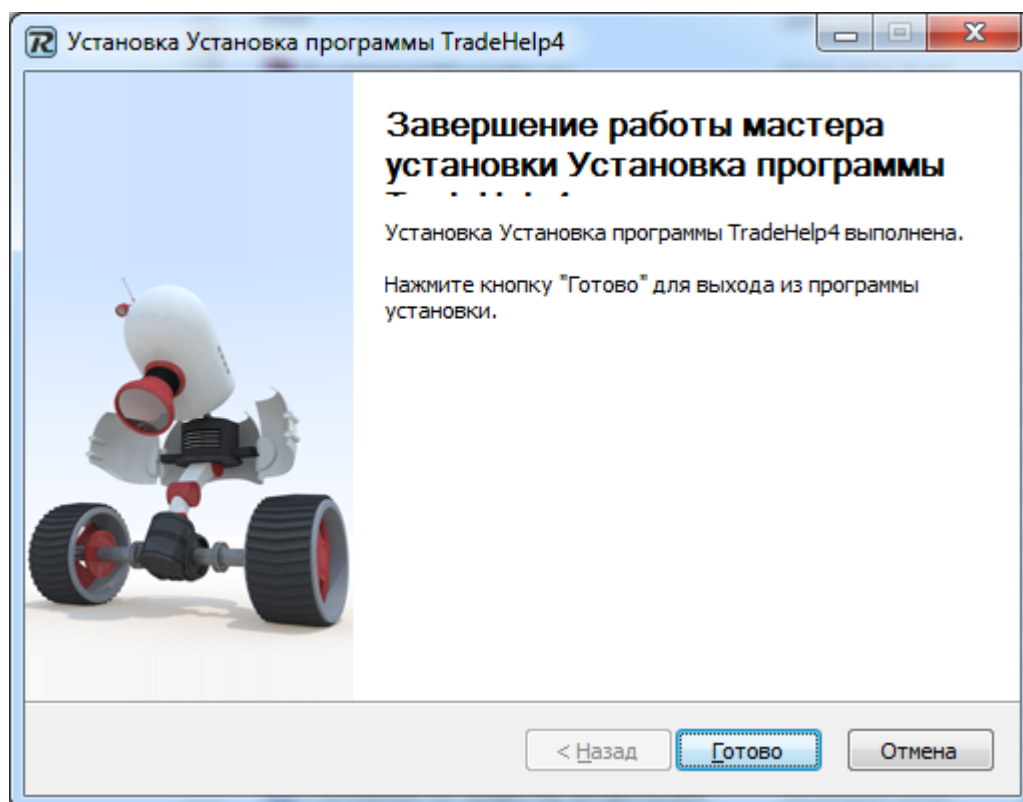 R Установка Установка программы TradeHelp4
Завершение работы мастера
установки Установка программы
Установка Установка программы TradeHelp4 выполнена.
Нажмите кнопку "Готово" для выхода из программы
установки.
< Назад
Готово
Отмена